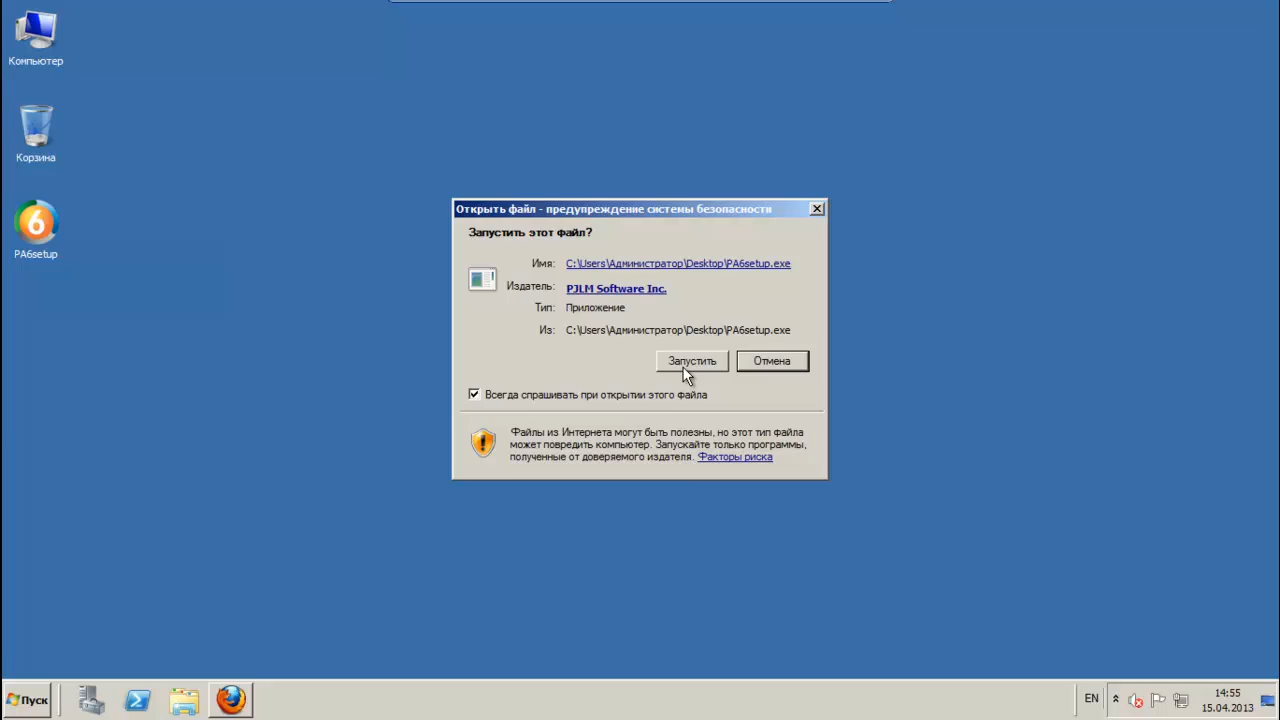 Компьютер
Корзина
6
PA6setup
Открыть файл - предупреждение системы безопасности
Запустить этот файл?
Имя: C:\Users\Администратор\Desktop\PA6setup.exe
Издатель: PJLM Software Inc.
Тип: Приложение
Из: C:\Users\Администратор\Desktop\PA6setup.exe
Запустить Отмена
Всегда спрашивать при открытии этого файла
Файлы из Интернета могут быть полезны, но этот тип файла
может повредить компьютер. Запускайте только программы,
полученные от доверяемого издателя. Факторы риска
Пуск EN 14:55
15.04.2013